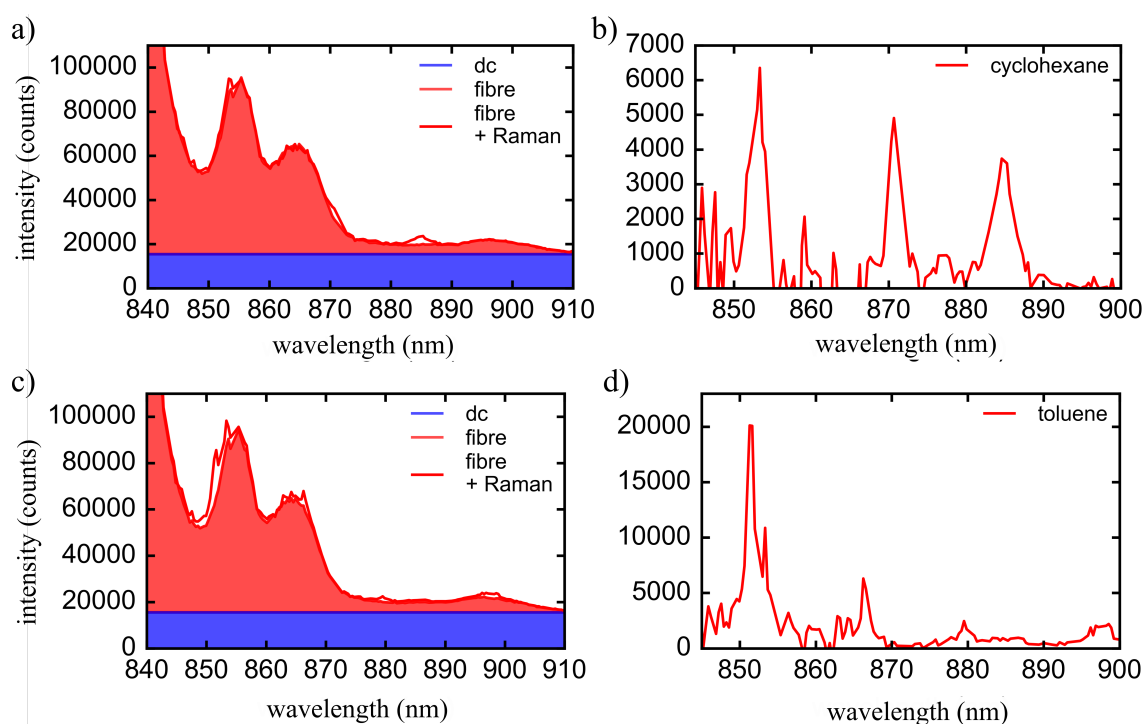 a)
100000
80000
60000
40000
20000
0
intensity (counts)
dc
fibre
fibre
+ Raman
840 850 860 870 880 890 900 910
wavelength (nm)
b)
7000
6000
5000
4000
3000
2000
1000
0
cyclohexane
850 860 870 880 890 900
wavelength (nm)
c)
100000
80000
60000
40000
20000
0
intensity (counts)
dc
fibre
fibre
+ Raman
840 850 860 870 880 890 900 910
wavelength (nm)
d)
20000
15000
10000
5000
0
toluene
850 860 870 880 890 900
wavelength (nm)